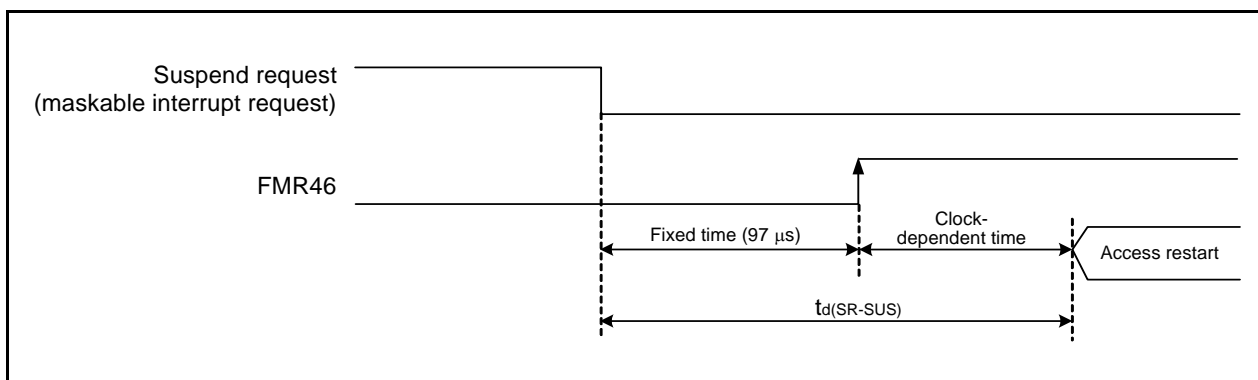 Suspend request
(maskable interrupt request)
FMR46
Fixed time (97 μs)
Clock-
dependent time
Access restart
td(SR-SUS)